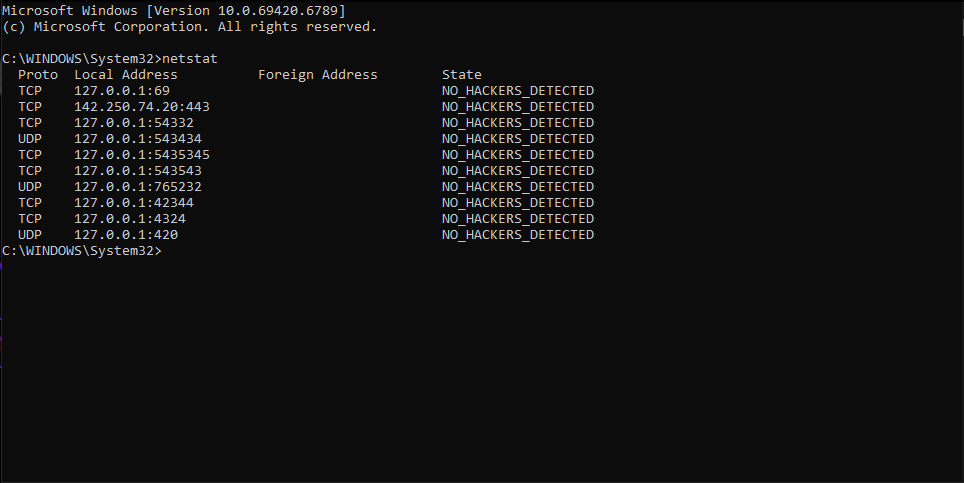 Microsoft Windows [Version 10.0.69420.6789]
(c) Microsoft Corporation. All rights reserved.
C:\WINDOWS\System32>netstat
Proto Local Address Foreign Address State
TCP 127.0.0.1:69 NO_HACKERS_DETECTED
TCP 142.250.74.20:443 NO_HACKERS_DETECTED
TCP 127.0.0.1:54332 NO_HACKERS_DETECTED
UDP 127.0.0.1:543434 NO_HACKERS_DETECTED
TCP 127.0.0.1:5435345 NO_HACKERS_DETECTED
TCP 127.0.0.1:543543 NO_HACKERS_DETECTED
UDP 127.0.0.1:765232 NO_HACKERS_DETECTED
TCP 127.0.0.1:42344 NO_HACKERS_DETECTED
TCP 127.0.0.1:4324 NO_HACKERS_DETECTED
UDP 127.0.0.1:420 NO_HACKERS_DETECTED
C:\WINDOWS\System32>